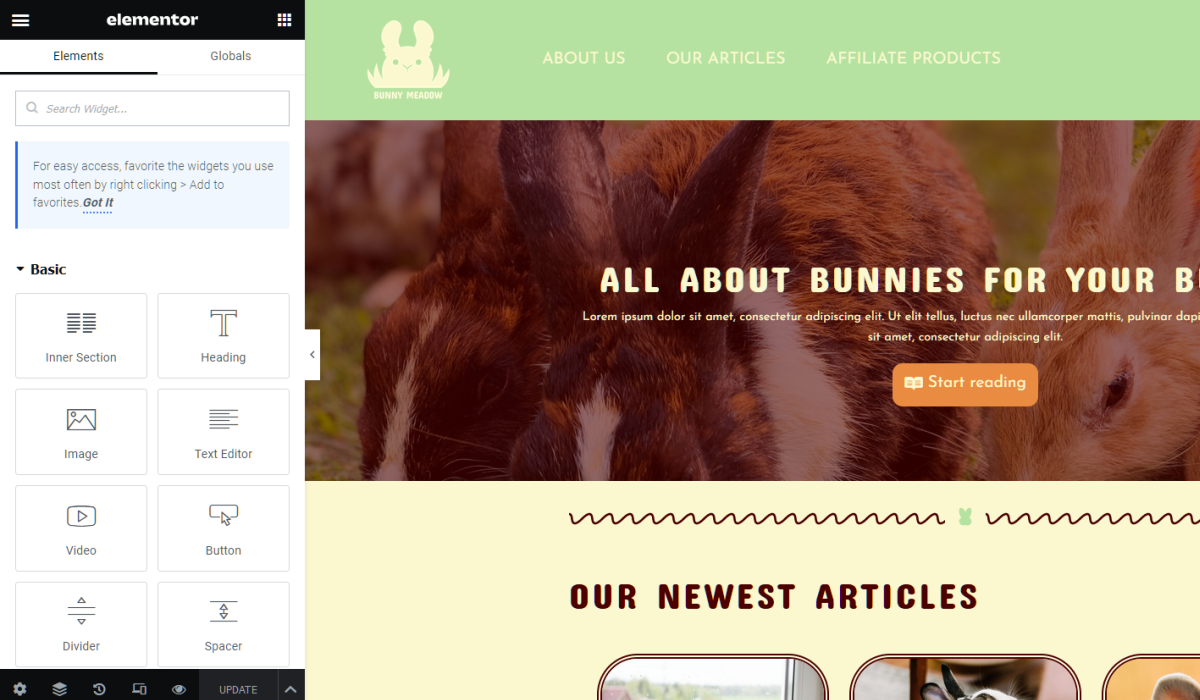 elementor
Elements
Globals
Search Widget...
For easy access, favorite the widgets you use
most often by right clicking > Add to
favorites. Got It
Basic
Inner Section
Heading
Image
Text Editor
Video
Button
Divider
Spacer
UPDATE
BUNNY MEADOW
ABOUT US
OUR ARTICLES
AFFILIATE PRODUCTS
ALL ABOUT BUNNIES FOR YOUR
Lorem ipsum dolor sit amet, consectetur adipiscing elit. Ut elit tellus, luctus nec ullamcorper mattis, pulvinar dapi
sit amet, consectetur adipiscing elit.
Start reading
OUR NEWEST ARTICLES